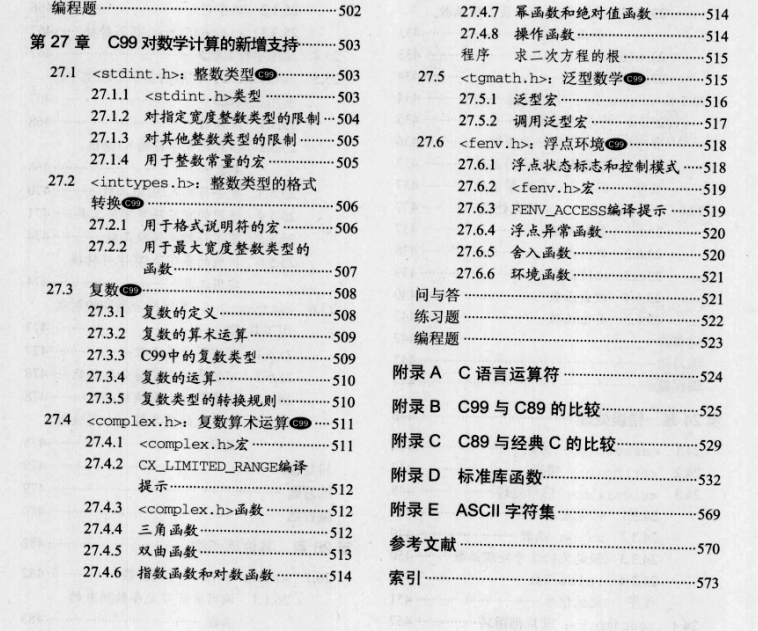 编程题 502
第 27 章 C99 对数学计算的新增支持 503
27.1 <stdint.h>: 整数类型 C99 503
27.1.1 <stdint.h>类型 503
27.1.2 对指定宽度整数类型的限制 504
27.1.3 对其他整数类型的限制 505
27.1.4 用于整数常量的宏 505
27.2 <inttypes.h>: 整数类型的格式
转换 C99 506
27.2.1 用于格式说明符的宏 506
27.2.2 用于最大宽度整数类型的
函数 507
27.3 复数 C99 508
27.3.1 复数的定义 508
27.3.2 复数的算术运算 509
27.3.3 C99中的复数类型 509
27.3.4 复数的运算 510
27.3.5 复数类型的转换规则 510
27.4 <complex.h>: 复数算术运算 C99 511
27.4.1 <complex.h>宏 511
27.4.2 CX_LIMITED_RANGE编译
提示 512
27.4.3 <complex.h>函数 512
27.4.4 三角函数 512
27.4.5 双曲函数 513
27.4.6 指数函数和对数函数 514
27.4.7 幂函数和绝对值函数 514
27.4.8 操作函数 514
程序 求二次方程的根 515
27.5 <tgmath.h>: 泛型数学 C99 515
27.5.1 泛型宏 516
27.5.2 调用泛型宏 517
27.6 <fenv.h>: 浮点环境 C99 518
27.6.1 浮点状态标志和控制模式 518
27.6.2 <fenv.h>宏 519
27.6.3 FENV_ACCESS编译提示 519
27.6.4 浮点异常函数 520
27.6.5 舍入函数 520
27.6.6 环境函数 521
问与答 521
练习题 522
编程题 523
附录 A C 语言运算符 524
附录 B C99 与 C89 的比较 525
附录 C C89 与经典 C 的比较 529
附录 D 标准库函数 532
附录 E ASCII 字符集 569
参考文献 570
索引 573